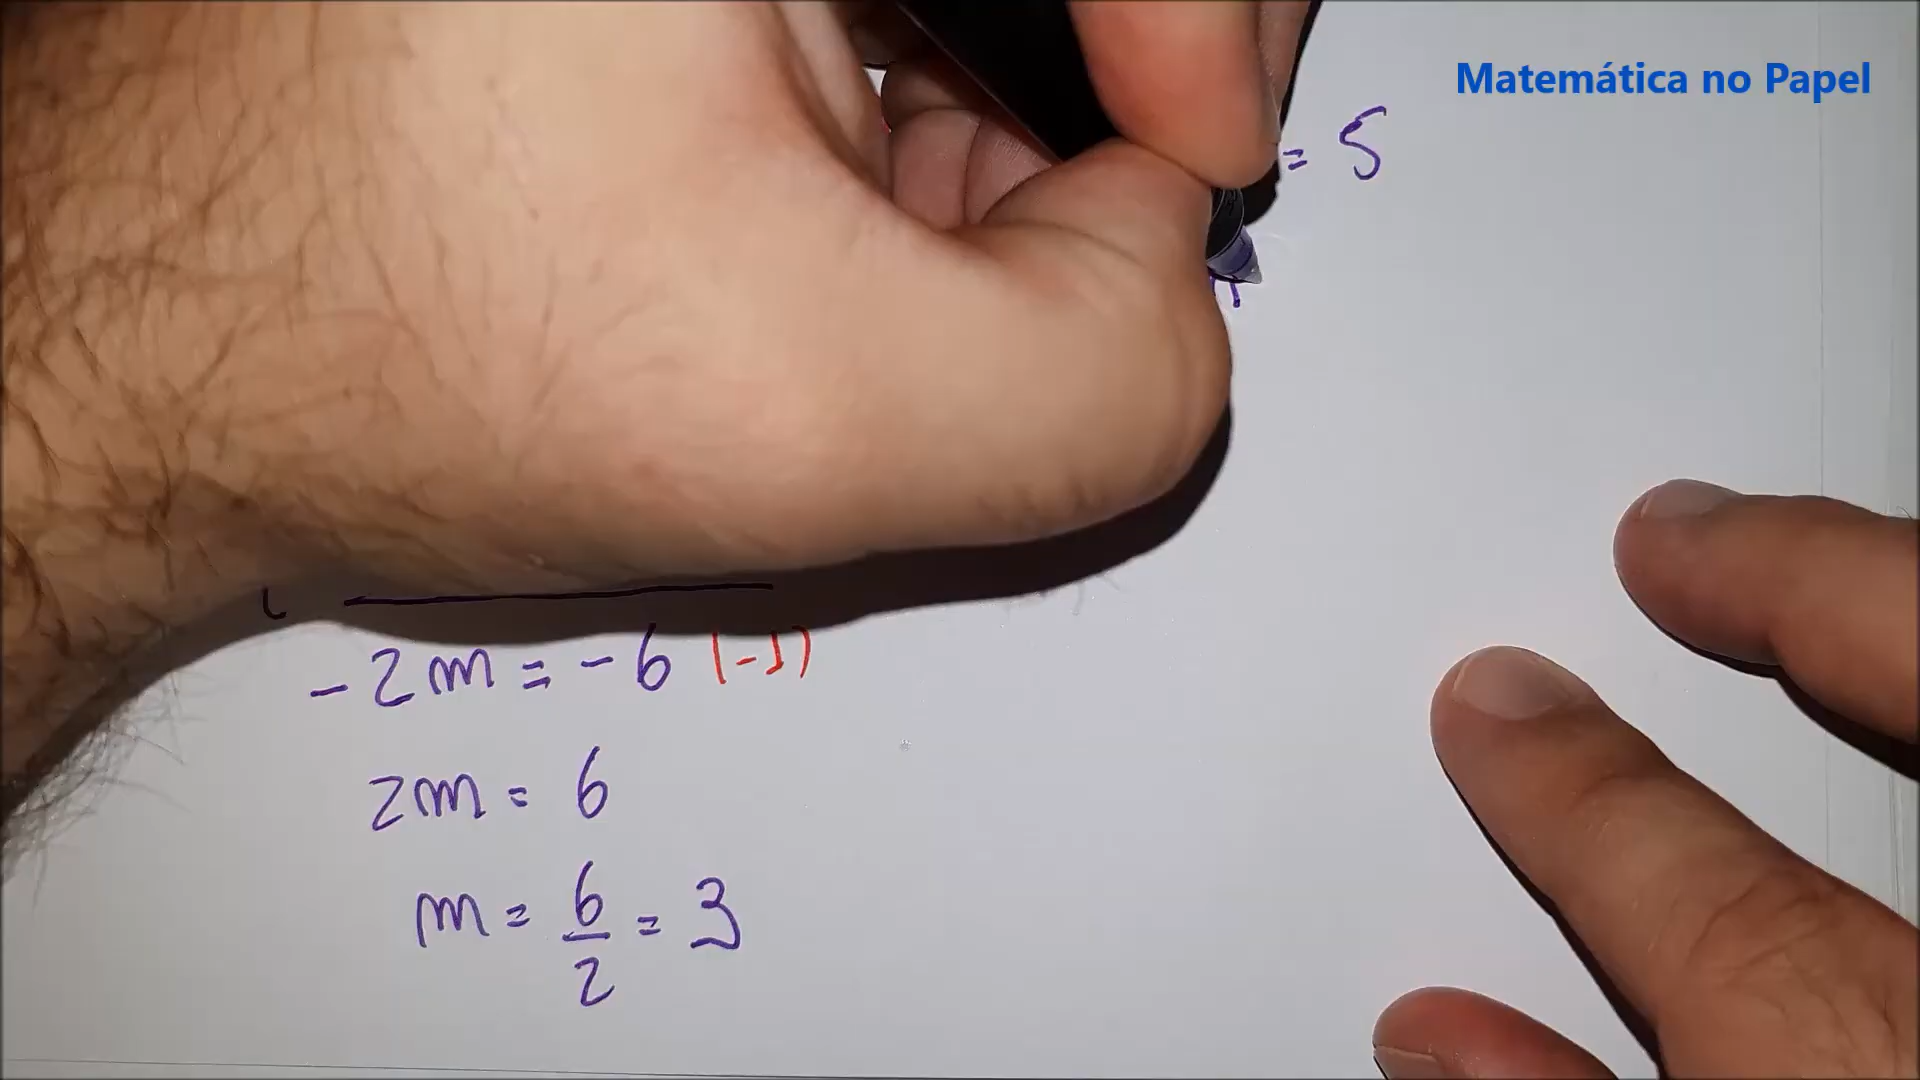 Matemática no Papel
= 5
- 2m = -6 (-1)
2m = 6
m = 6/2 = 3